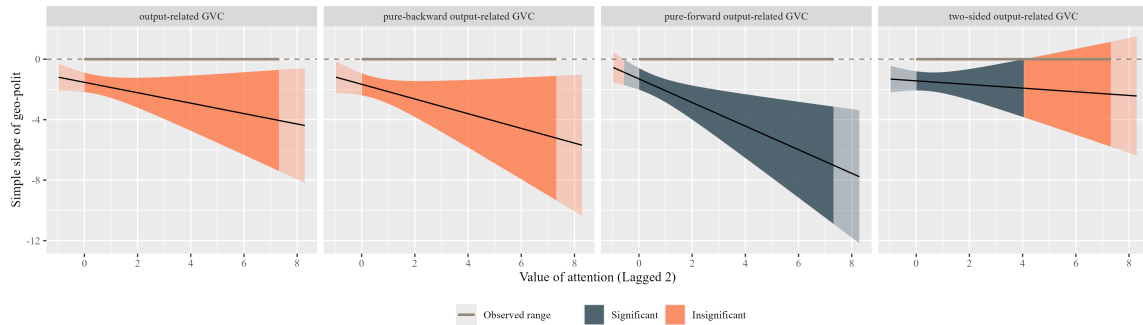 output-related GVC
pure-backward output-related GVC
pure-forward output-related GVC
two-sided output-related GVC
Simple slope of geo-polit
0
-4
-8
-12
0 2 4 6 8
0 2 4 6 8
0 2 4 6 8
0 2 4 6 8
Value of attention (Lagged 2)
Observed range
Significant
Insignificant